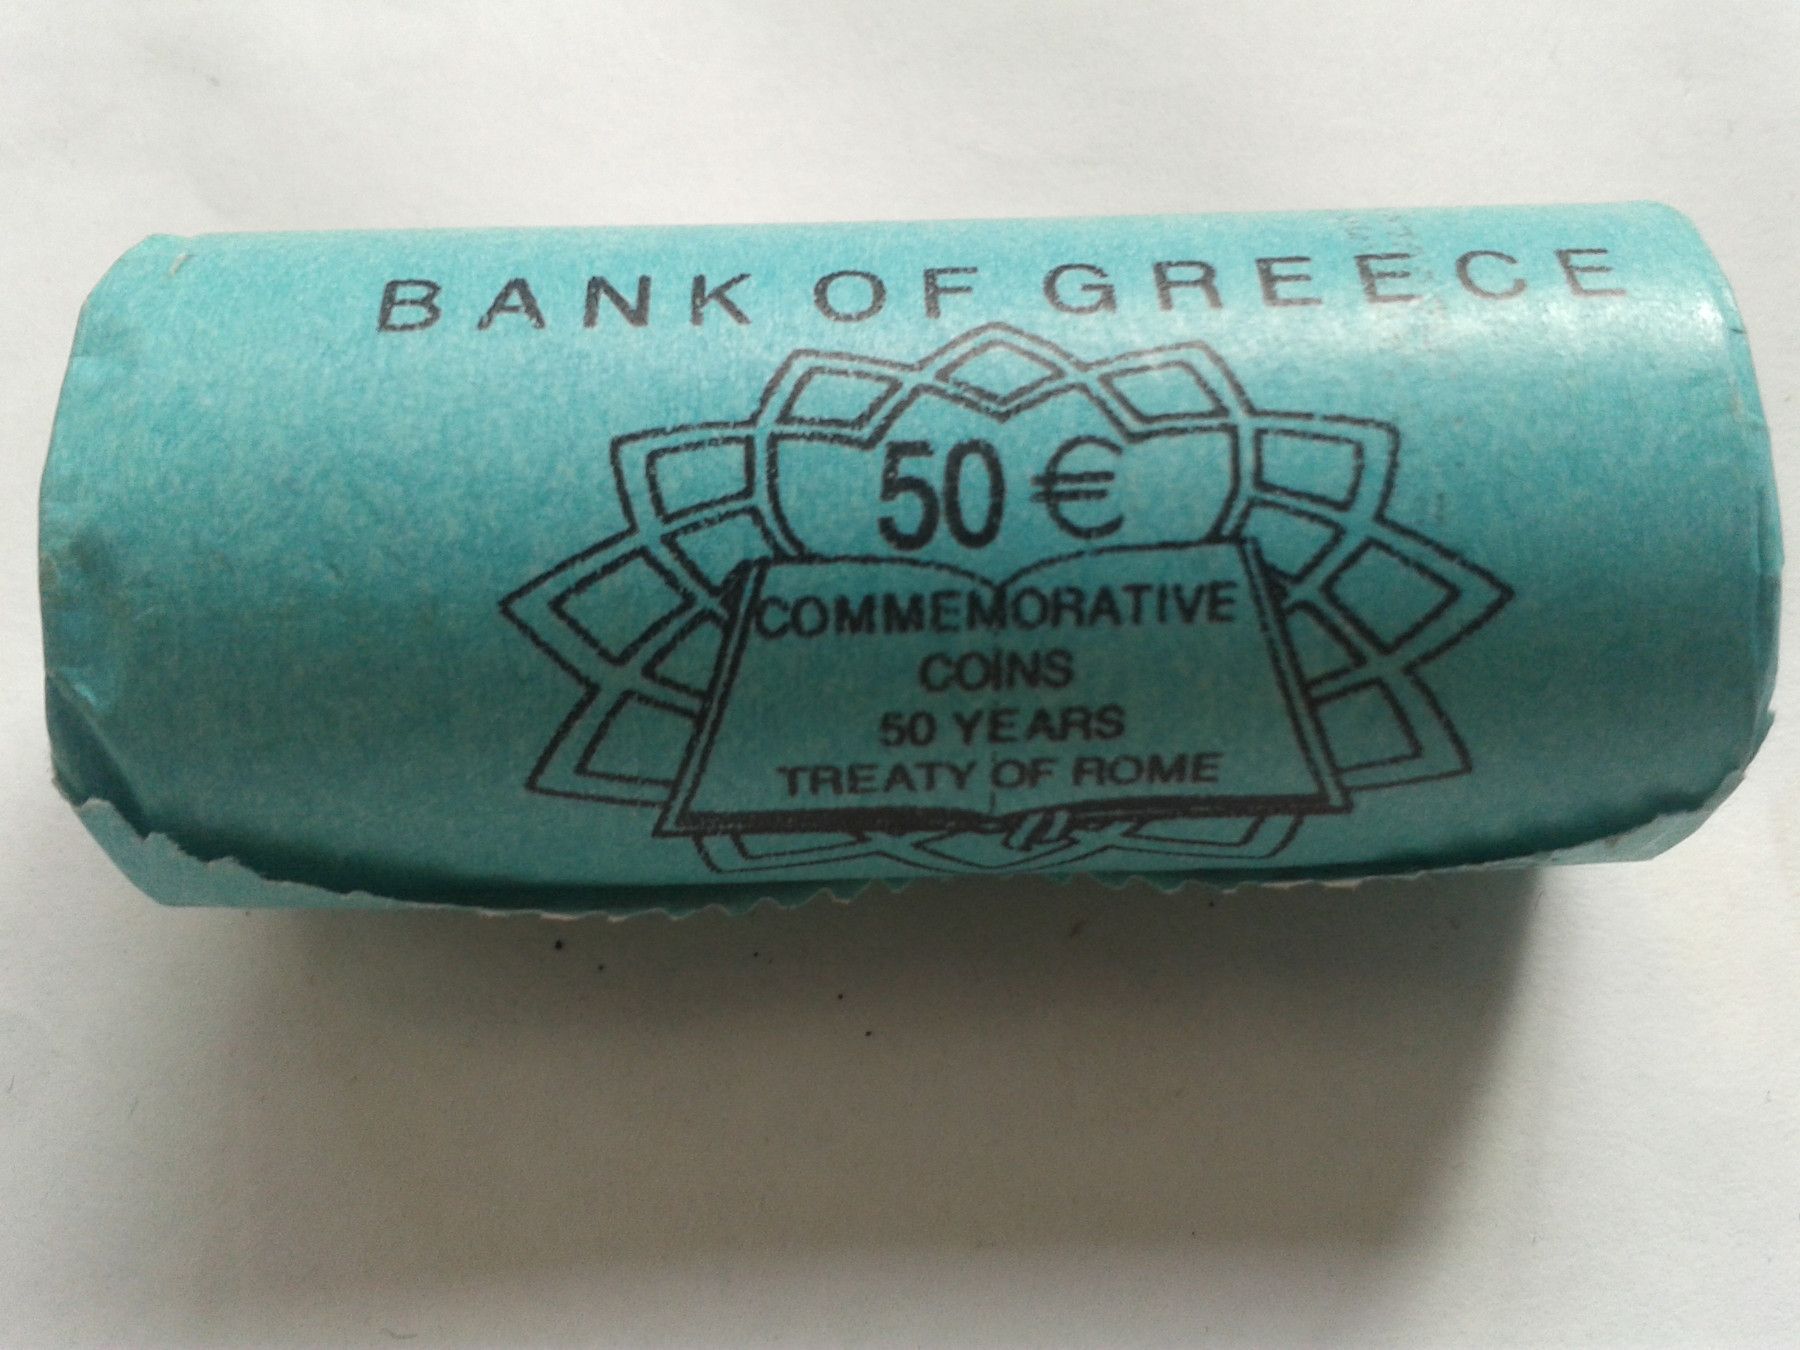 BANK OF GREECE
50 €
COMMEMORATIVE
COINS
50 YEARS
TREATY OF ROME